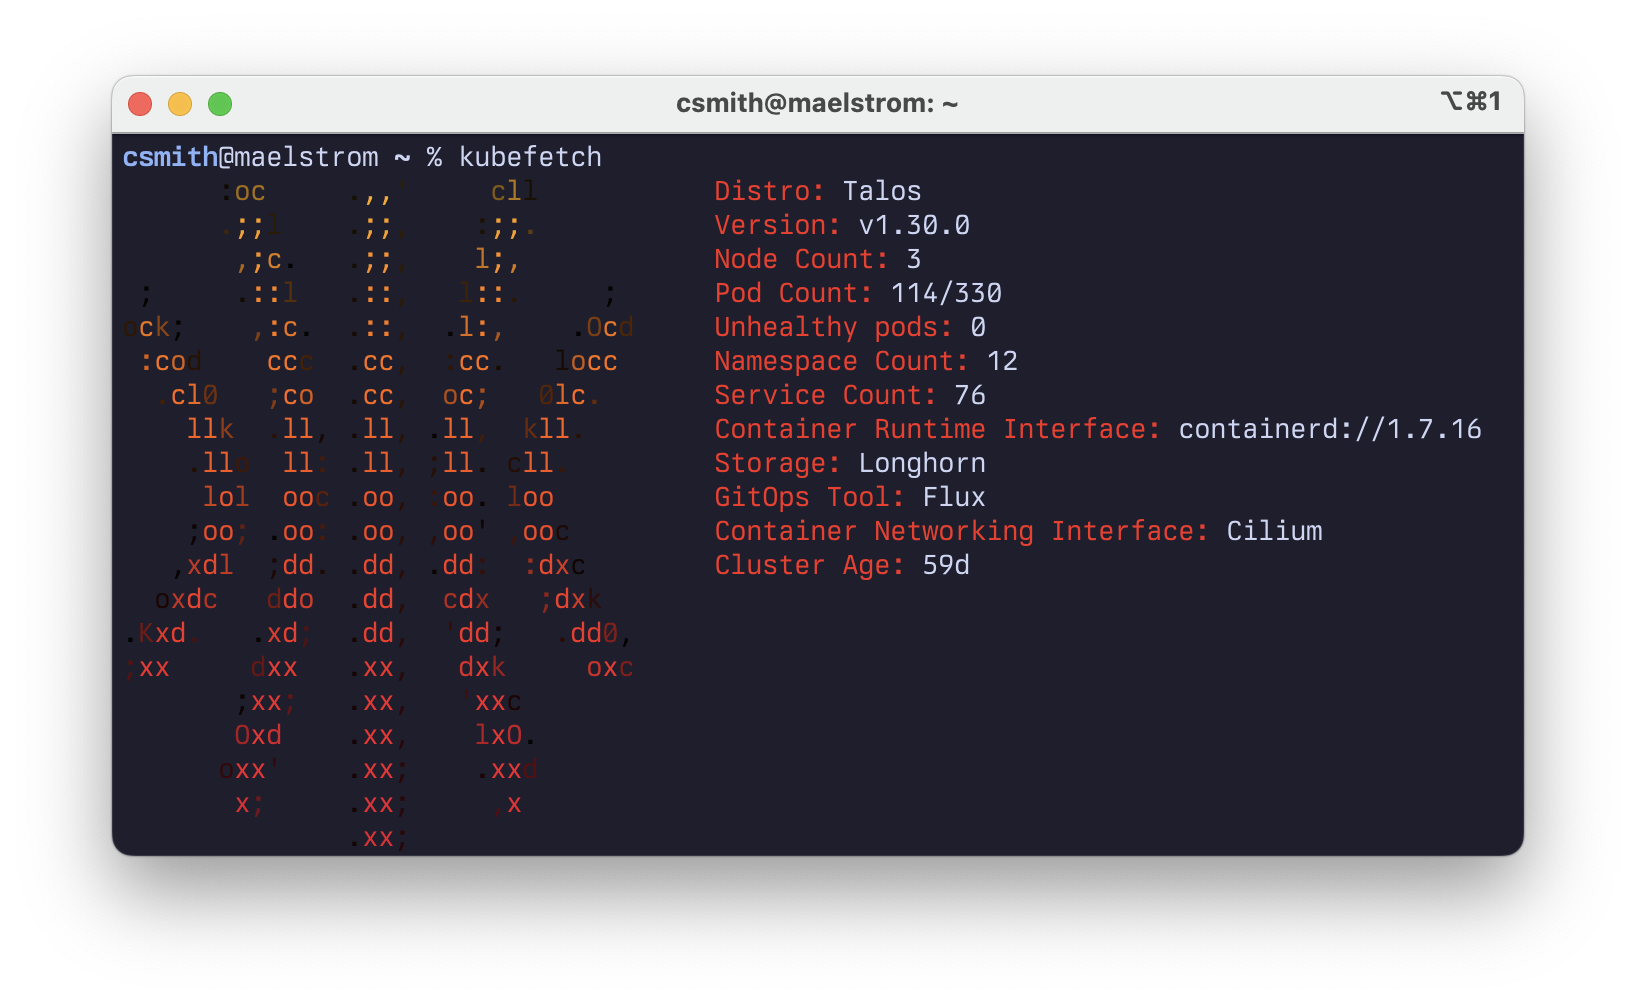 csmith@maelstrom: ~
⌥⌘1
csmith@maelstrom ~ % kubefetch
Distro: Talos
Version: v1.30.0
Node Count: 3
Pod Count: 114/330
Unhealthy pods: 0
Namespace Count: 12
Service Count: 76
Container Runtime Interface: containerd://1.7.16
Storage: Longhorn
GitOps Tool: Flux
Container Networking Interface: Cilium
Cluster Age: 59d